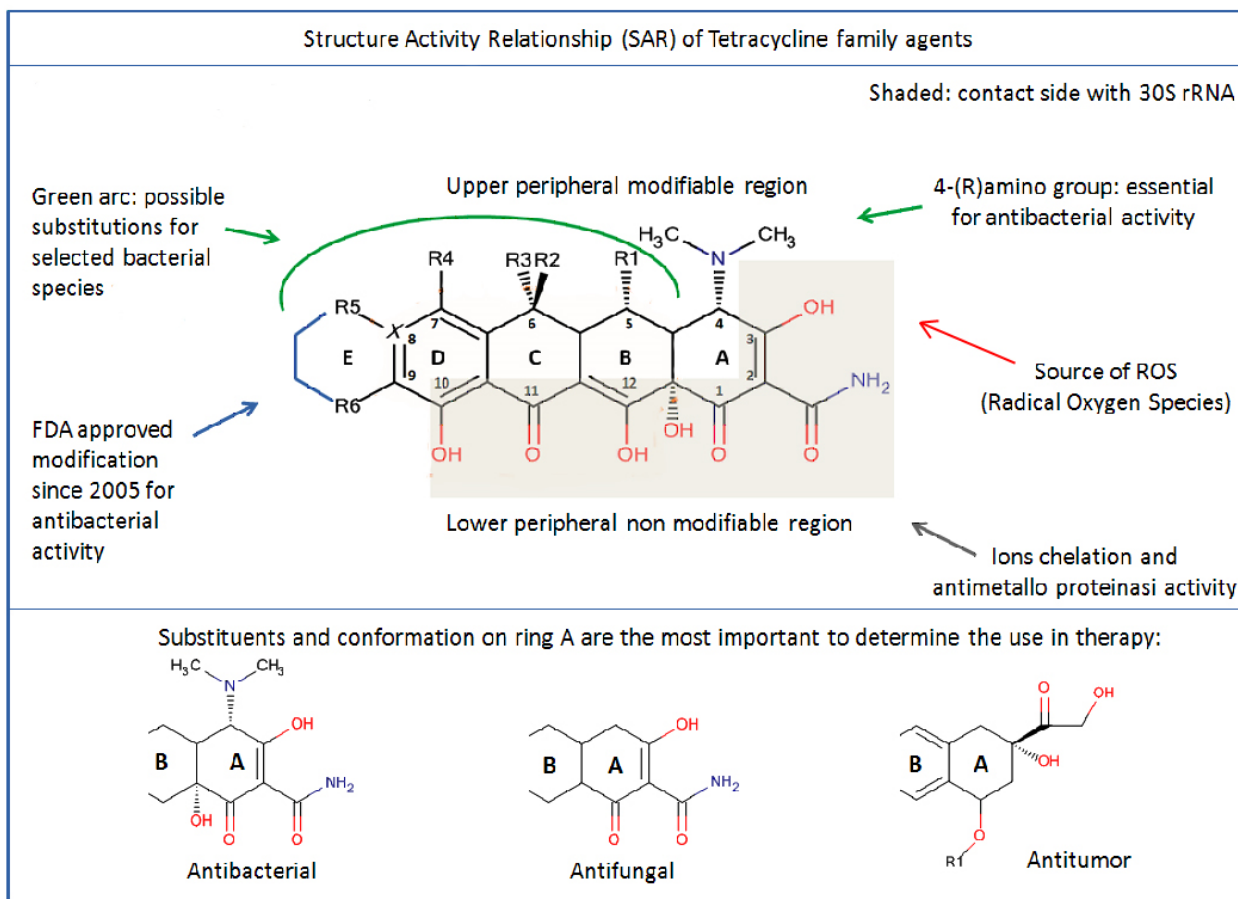 Structure Activity Relationship (SAR) of Tetracycline family agents
Shaded: contact side with 30S rRNA
Green arc: possible
substitutions for
selected bacterial
species
Upper peripheral modifiable region
4-(R)amino group: essential
for antibacterial activity
H3C
CH3
N
R4
R3
R2
R1
R5
X
8
7
6
5
4
3
OH
E
D
C
B
A
9
10
11
12
1
2
NH2
R6
OH
O
OH
OH
O
O
Source of ROS
(Radical Oxygen Species)
FDA approved
modification
since 2005 for
antibacterial
activity
Lower peripheral non modifiable region
Ions chelation and
antimetallo proteinasi activity
Substituents and conformation on ring A are the most important to determine the use in therapy:
H3C
CH3
N
OH
B
A
NH2
OH
O
O
Antibacterial
OH
B
A
NH2
O
O
Antifungal
O
OH
B
A
OH
O
R1
Antitumor